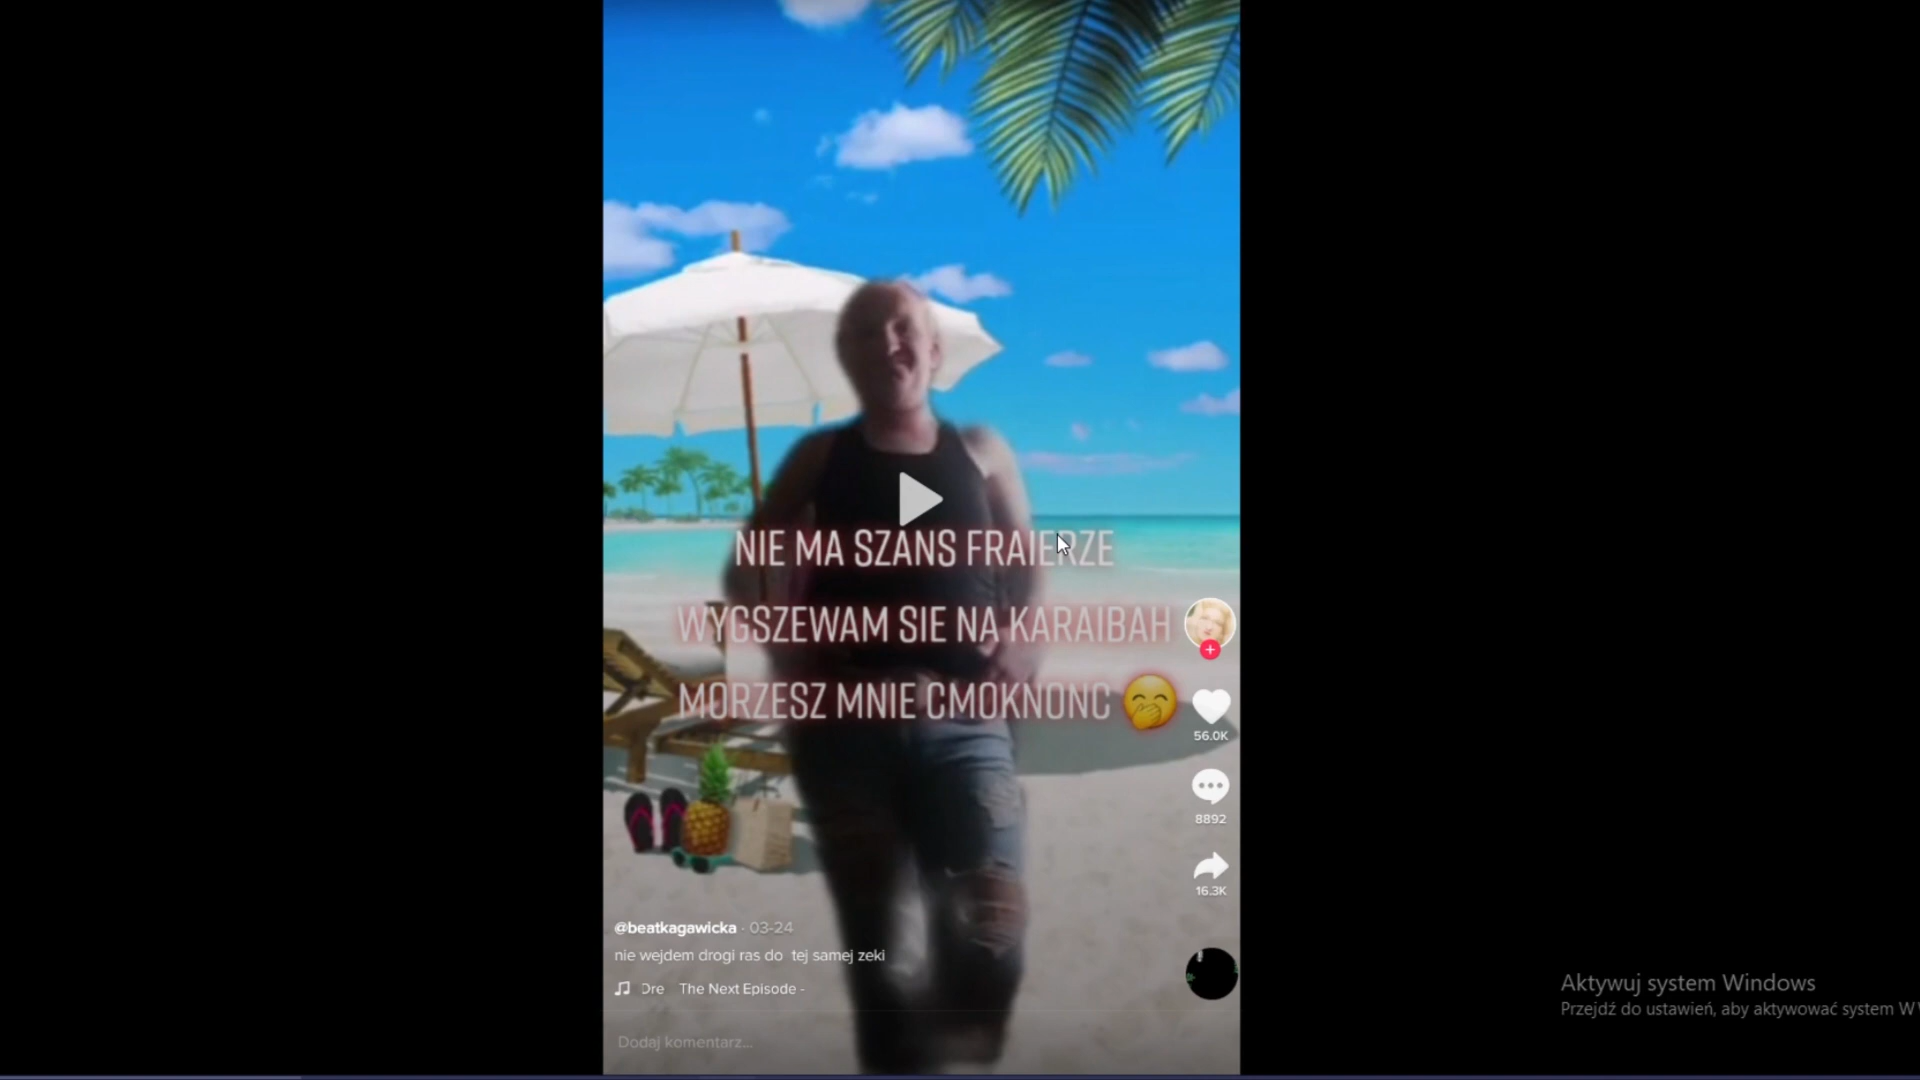 NIE MA SZANS FRAIERZE
WYGSZEWAM SIE NA KARAIBAH
MORZESZ MNIE CMOKNONC 🤭
56.0K
8892
16.3K
@beatkagawicka · 03-24
nie wejdem drogi ras do tej samej zeki
Dre The Next Episode -
Dodaj komentarz...
Aktywuj system Windows
Przejdź do ustawień, aby aktywować system W